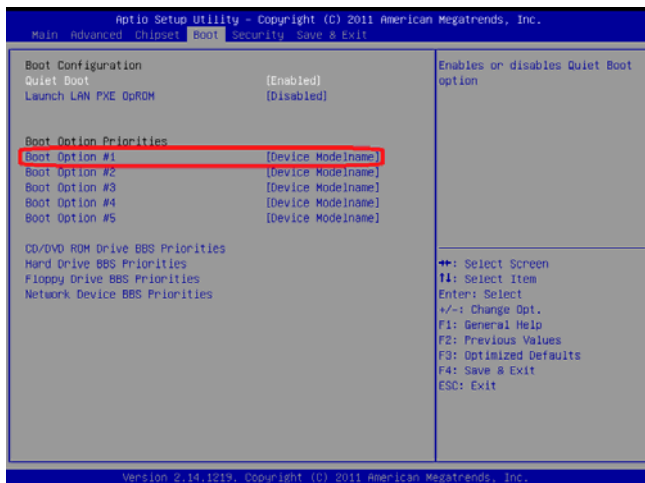 Aptio Setup Utility - Copyright (C) 2011 American Megatrends, Inc.
Main Advanced Chipset Boot Security Save & Exit
Boot Configuration
Quiet Boot [Enabled]
Launch LAN PXE OpROM [Disabled]
Boot Option Priorities
Boot Option #1 [Device Modelname]
Boot Option #2 [Device Modelname]
Boot Option #3 [Device Modelname]
Boot Option #4 [Device Modelname]
Boot Option #5 [Device Modelname]
CD/DVD ROM Drive BBS Priorities
Hard Drive BBS Priorities
Floppy Drive BBS Priorities
Network Device BBS Priorities
Enables or disables Quiet Boot
option
→←: Select Screen
↑↓: Select Item
Enter: Select
+/-: Change Opt.
F1: General Help
F2: Previous Values
F3: Optimized Defaults
F4: Save & Exit
ESC: Exit
Version 2.14.1219. Copyright (C) 2011 American Megatrends, Inc.